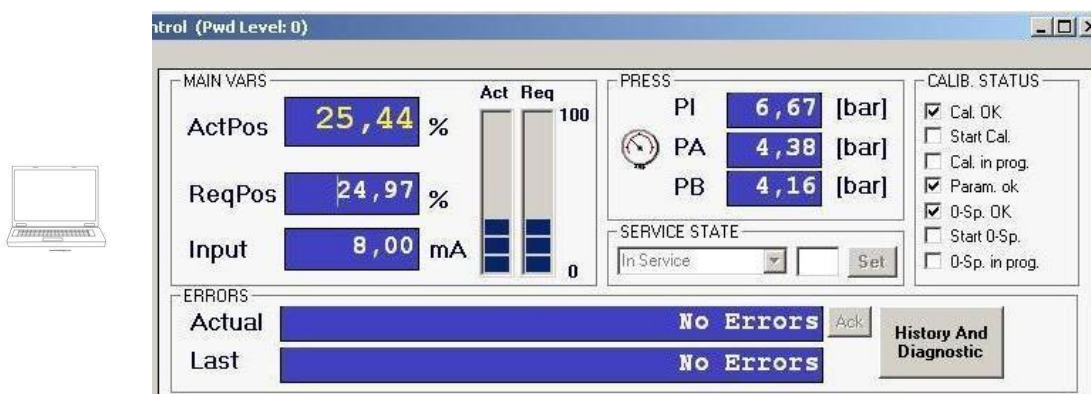 ntrol (Pwd Level: 0)
MAIN VARS
Act Req
ActPos 25,44 %
100
ReqPos 24,97 %
Input 8,00 mA
0
PRESS
PI 6,67 [bar]
PA 4,38 [bar]
PB 4,16 [bar]
SERVICE STATE
In Service
Set
CALIB. STATUS
Cal. OK
Start Cal.
Cal. in prog.
Param. ok
0-Sp. OK
Start 0-Sp.
0-Sp. in prog.
ERRORS
Actual No Errors Ack
Last No Errors
History And
Diagnostic